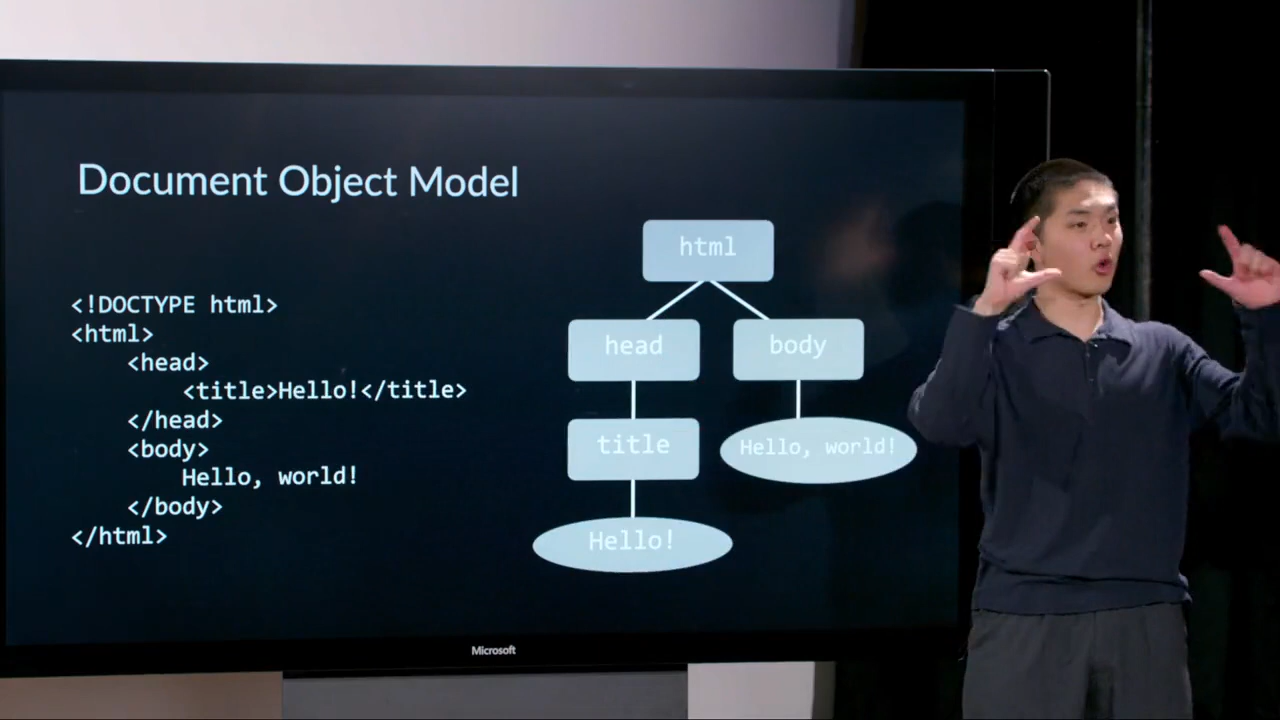 Document Object Model
<!DOCTYPE html>
<html>
    <head>
        <title>Hello!</title>
    </head>
    <body>
        Hello, world!
    </body>
</html>
html
head
body
title
Hello, world!
Hello!
Microsoft